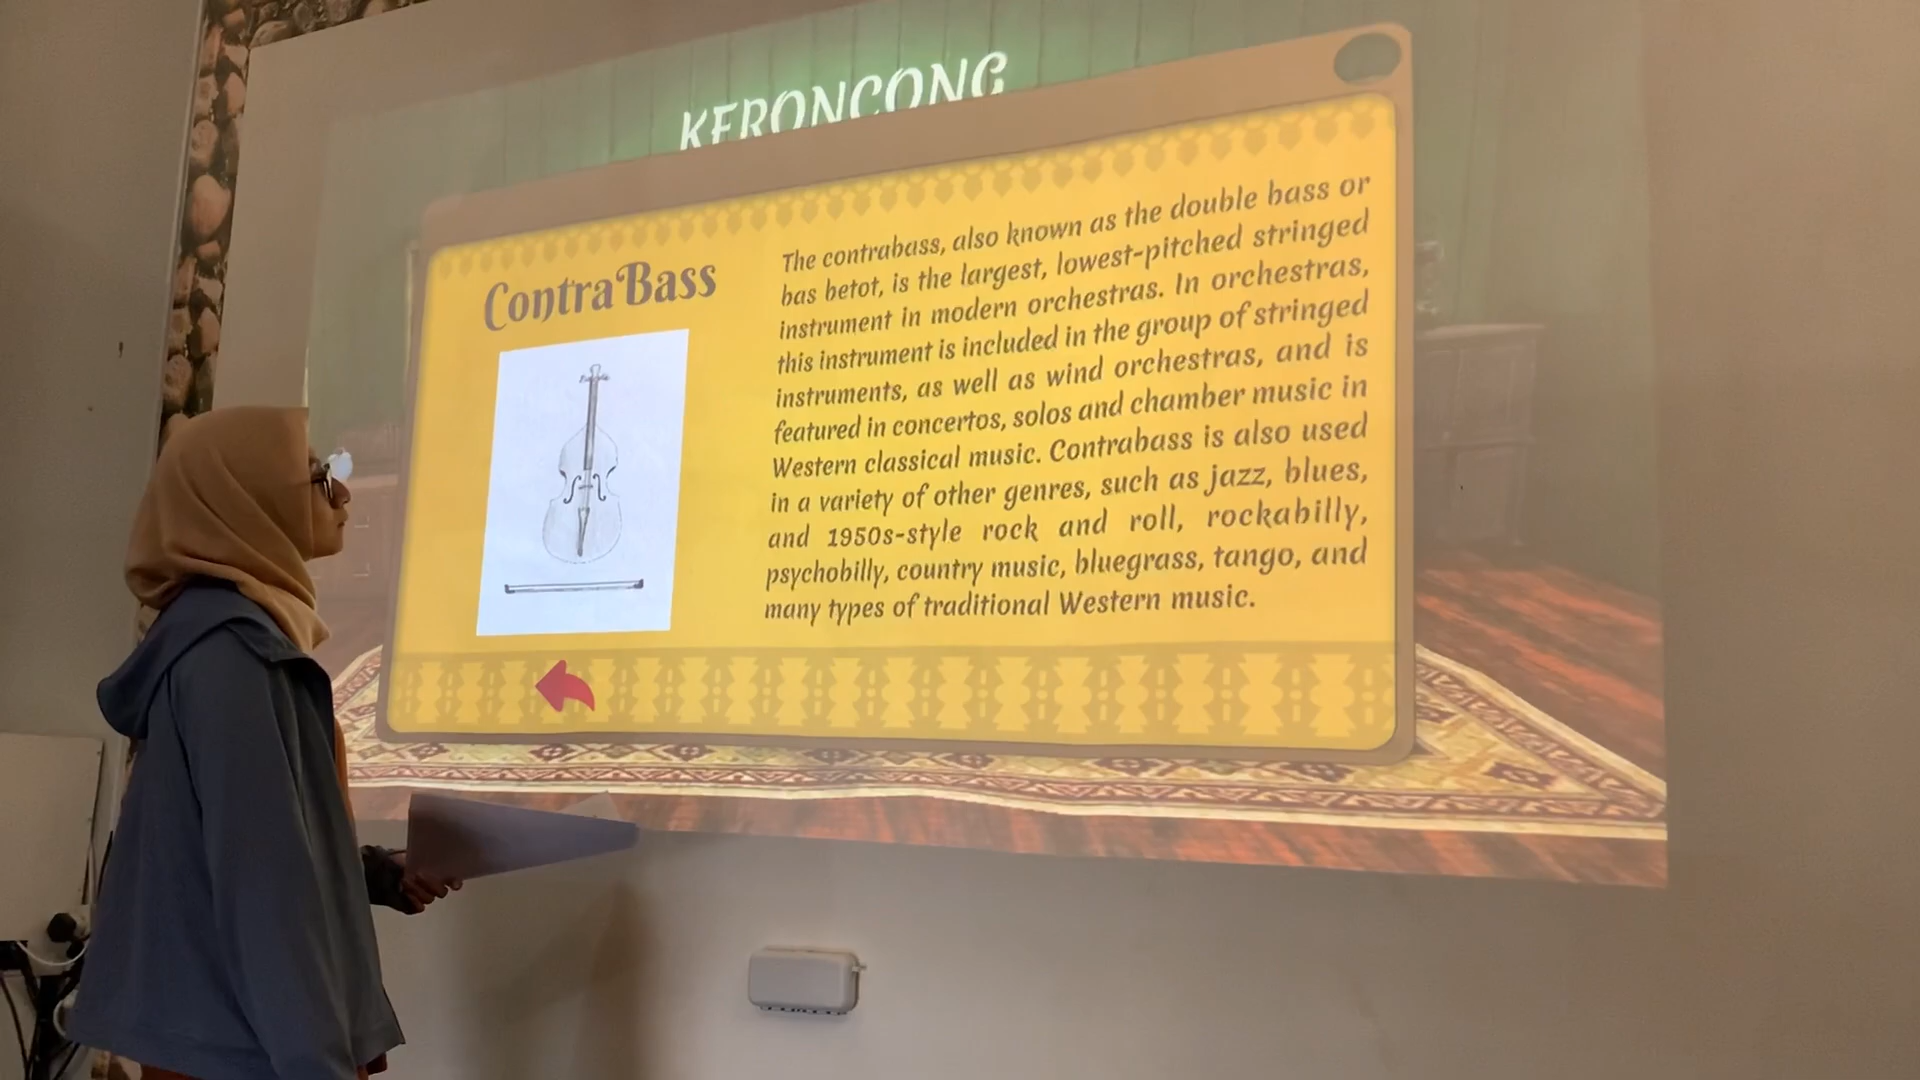 KERONCONG
ContraBass
The contrabass, also known as the double bass or
bas betot, is the largest, lowest-pitched stringed
instrument in modern orchestras. In orchestras,
this instrument is included in the group of stringed
instruments, as well as wind orchestras, and is
featured in concertos, solos and chamber music in
Western classical music. Contrabass is also used
in a variety of other genres, such as jazz, blues,
and 1950s-style rock and roll, rockabilly,
psychobilly, country music, bluegrass, tango, and
many types of traditional Western music.